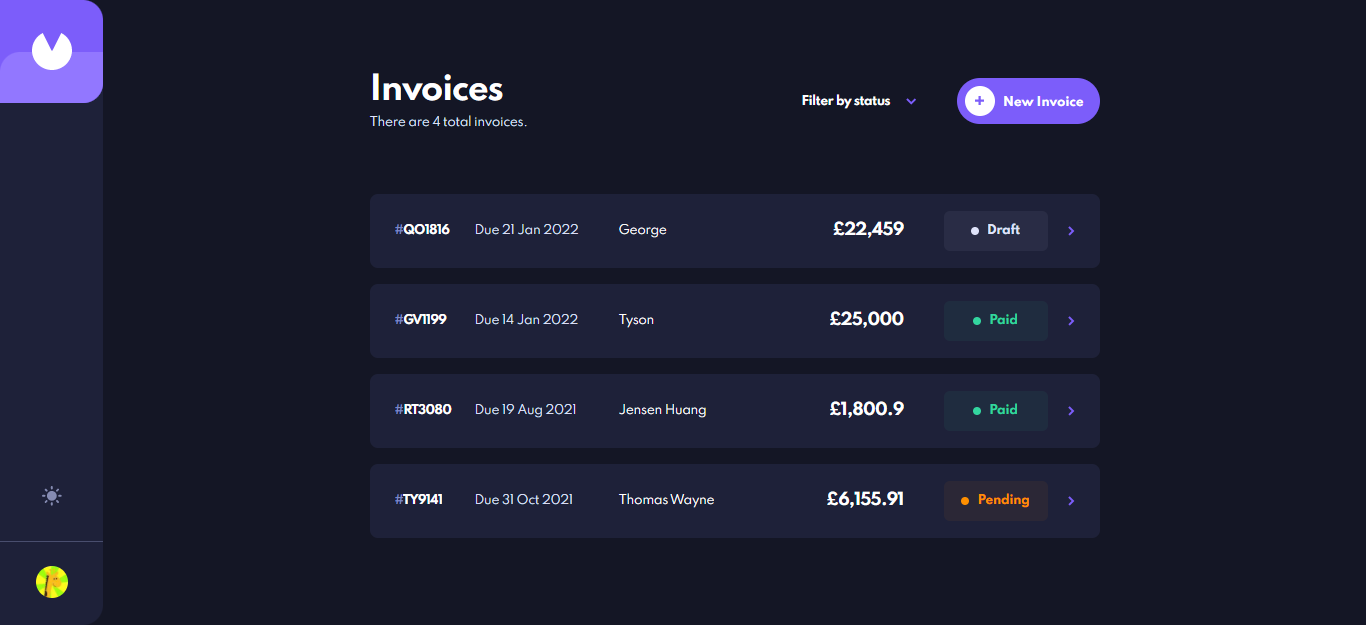 Invoices
There are 4 total invoices.
Filter by status
New Invoice
#QO1816 Due 21 Jan 2022 George £22,459 Draft
#GV1199 Due 14 Jan 2022 Tyson £25,000 Paid
#RT3080 Due 19 Aug 2021 Jensen Huang £1,800.9 Paid
#TY9141 Due 31 Oct 2021 Thomas Wayne £6,155.91 Pending